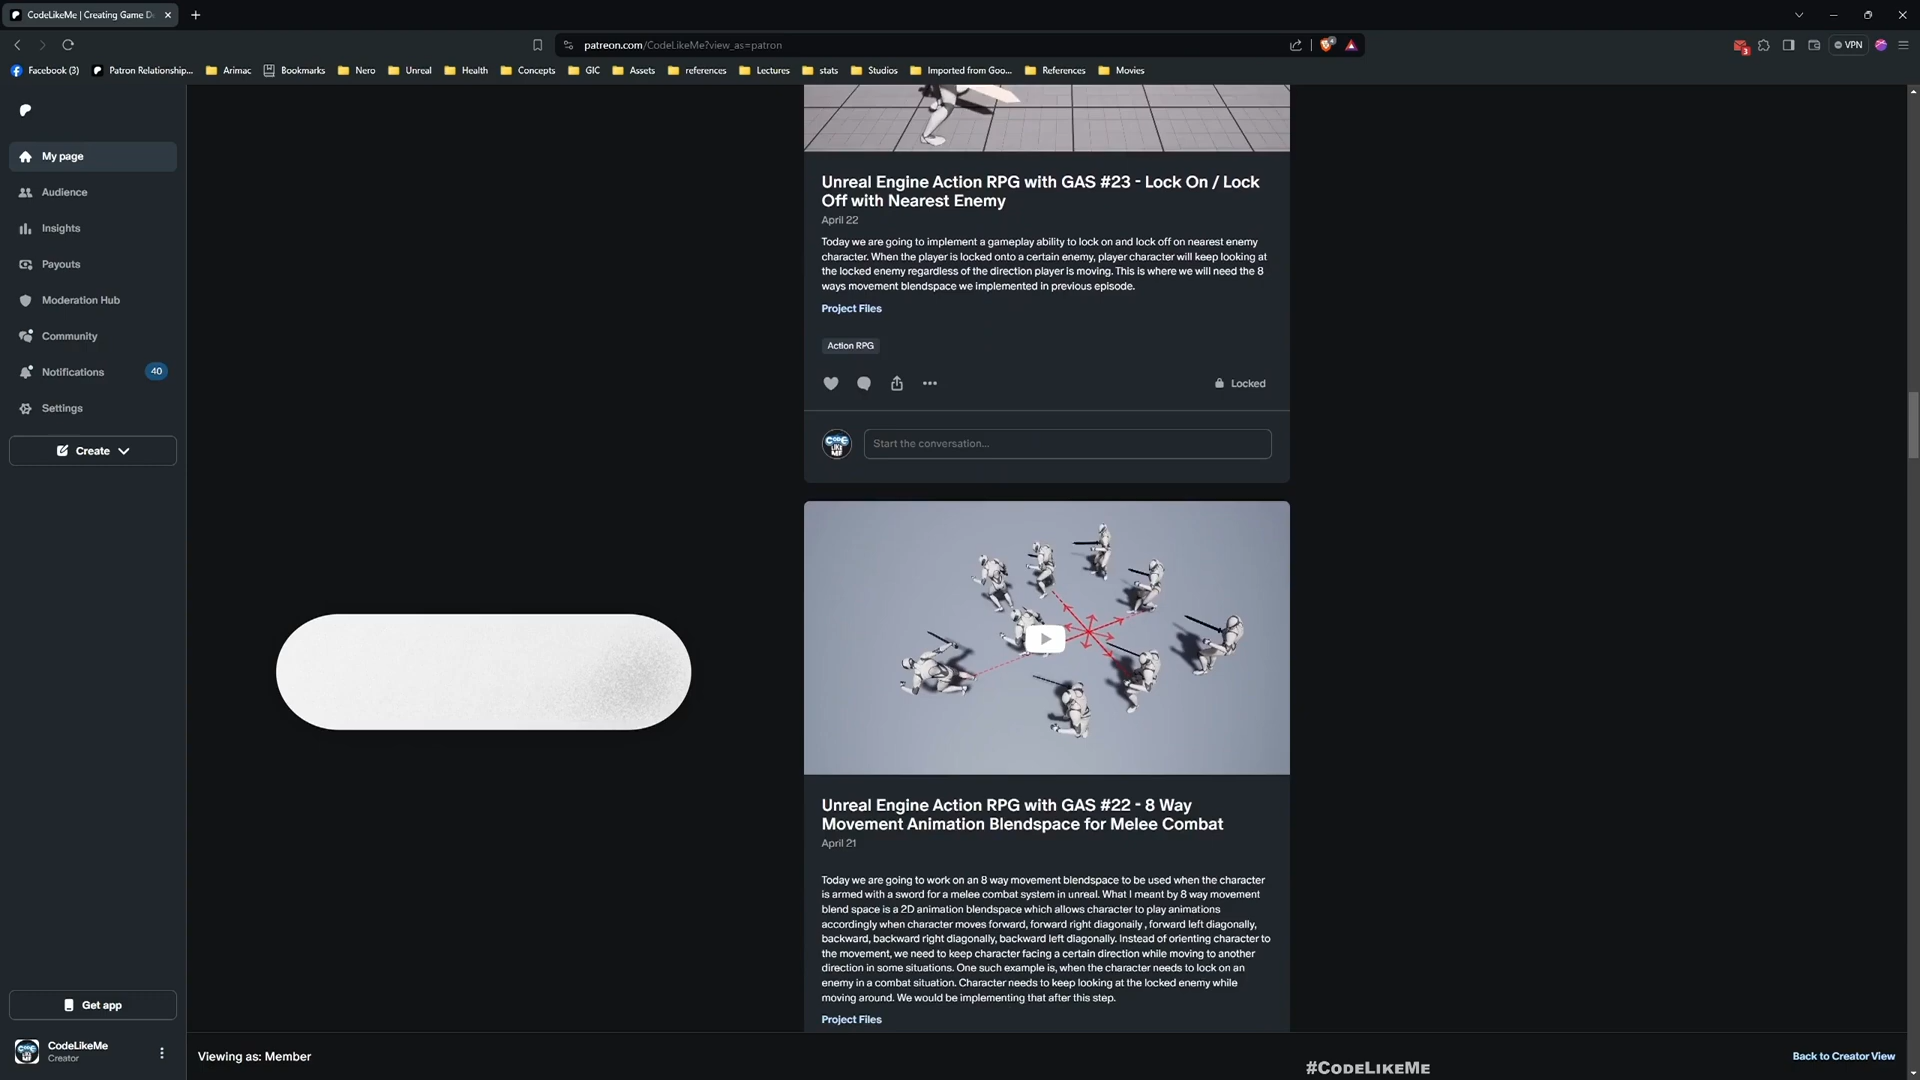 CodeLikeMe | Creating Game D
patreon.com/CodeLikeMe?view_as=patron
VPN
Facebook (3)
Patron Relationship...
Arimac
Bookmarks
Nero
Unreal
Health
Concepts
GIC
Assets
references
Lectures
stats
Studios
Imported from Goo...
References
Movies
My page
Audience
Insights
Payouts
Moderation Hub
Community
Notifications
40
Settings
Create
Get app
CodeLikeMe
Creator
Unreal Engine Action RPG with GAS #23 - Lock On / Lock
Off with Nearest Enemy
April 22
Today we are going to implement a gameplay ability to lock on and lock off on nearest enemy
character. When the player is locked onto a certain enemy, player character will keep looking at
the locked enemy regardless of the direction player is moving. This is where we will need the 8
ways movement blendspace we implemented in previous episode.
Project Files
Action RPG
Locked
CODE
LIKE
ME
Start the conversation...
Unreal Engine Action RPG with GAS #22 - 8 Way
Movement Animation Blendspace for Melee Combat
April 21
Today we are going to work on an 8 way movement blendspace to be used when the character
is armed with a sword for a melee combat system in unreal. What I meant by 8 way movement
blend space is a 2D animation blendspace which allows character to play animations
accordingly when character moves forward, forward right diagonaily , forward left diagonally,
backward, backward right diagonally, backward left diagonally. Instead of orienting character to
the movement, we need to keep character facing a certain direction while moving to another
direction in some situations. One such example is, when the character needs to lock on an
enemy in a combat situation. Character needs to keep looking at the locked enemy while
moving around. We would be implementing that after this step.
Project Files
Viewing as: Member
#CodeLikeMe
Back to Creator View